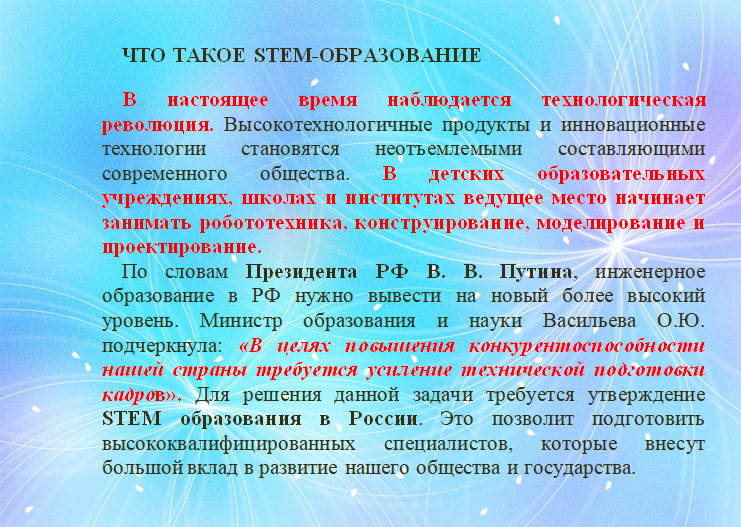 ЧТО ТАКОЕ STEM-ОБРАЗОВАНИЕ
В настоящее время наблюдается технологическая
революция. Высокотехнологичные продукты и инновационные
технологии становятся неотъемлемыми составляющими
современного общества. В детских образовательных
учреждениях, школах и институтах ведущее место начинает
занимать робототехника, конструирование, моделирование и
проектирование.
По словам Президента РФ В. В. Путина, инженерное
образование в РФ нужно вывести на новый более высокий
уровень. Министр образования и науки Васильева О.Ю.
подчеркнула: «В целях повышения конкурентоспособности
нашей страны требуется усиление технической подготовки
кадров». Для решения данной задачи требуется утверждение
STEM образования в России. Это позволит подготовить
высококвалифицированных специалистов, которые внесут
большой вклад в развитие нашего общества и государства.